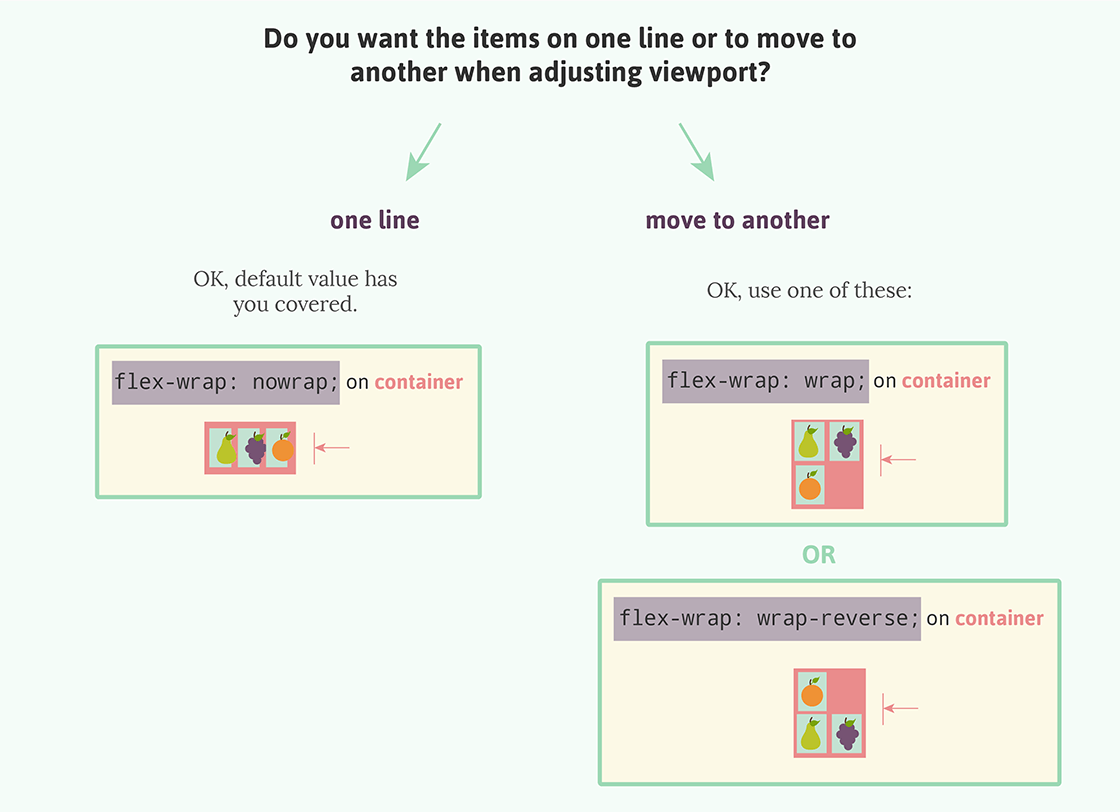 Do you want the items on one line or to move to
another when adjusting viewport?
one line
OK, default value has
you covered.
flex-wrap: nowrap; on container
move to another
OK, use one of these:
flex-wrap: wrap; on container
OR
flex-wrap: wrap-reverse; on container